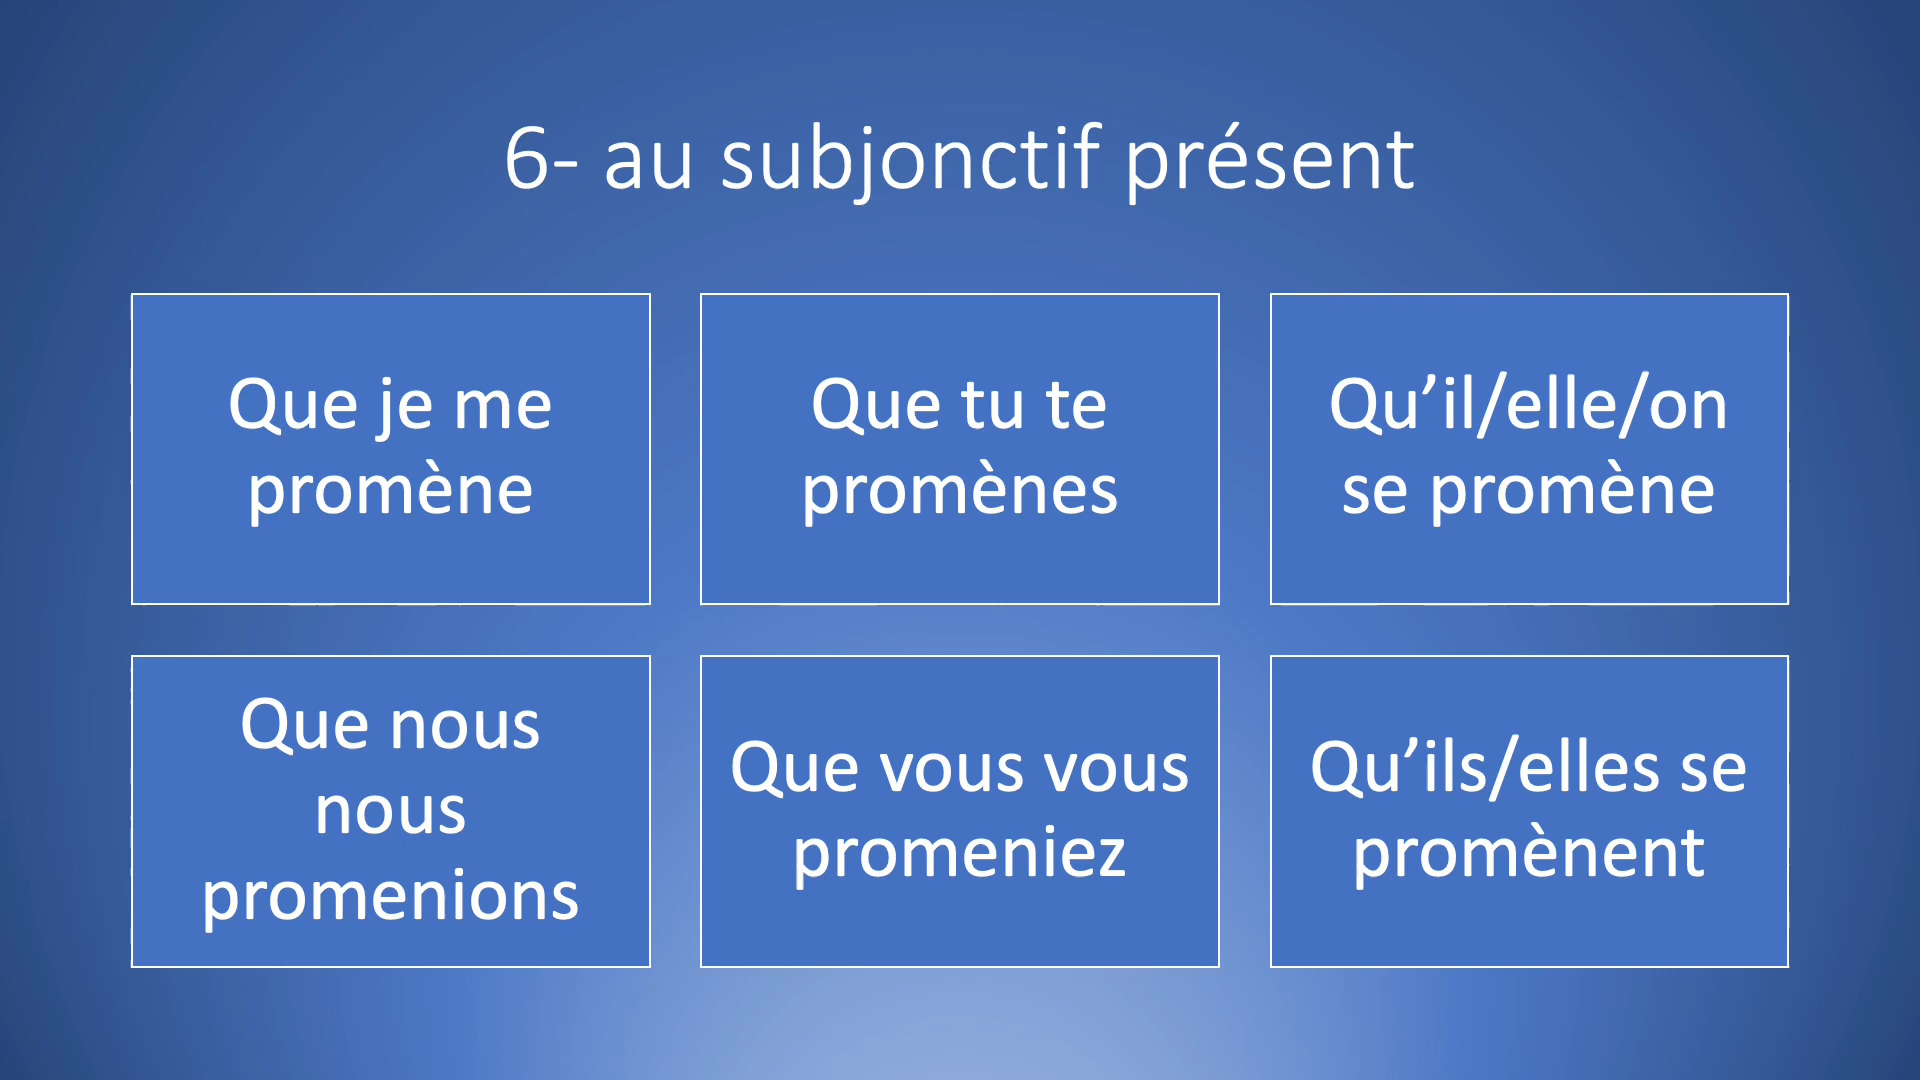 6- au subjonctif présent
Que je me
promène
Que tu te
promènes
Qu’il/elle/on
se promène
Que nous
nous
promenions
Que vous vous
promeniez
Qu’ils/elles se
promènent